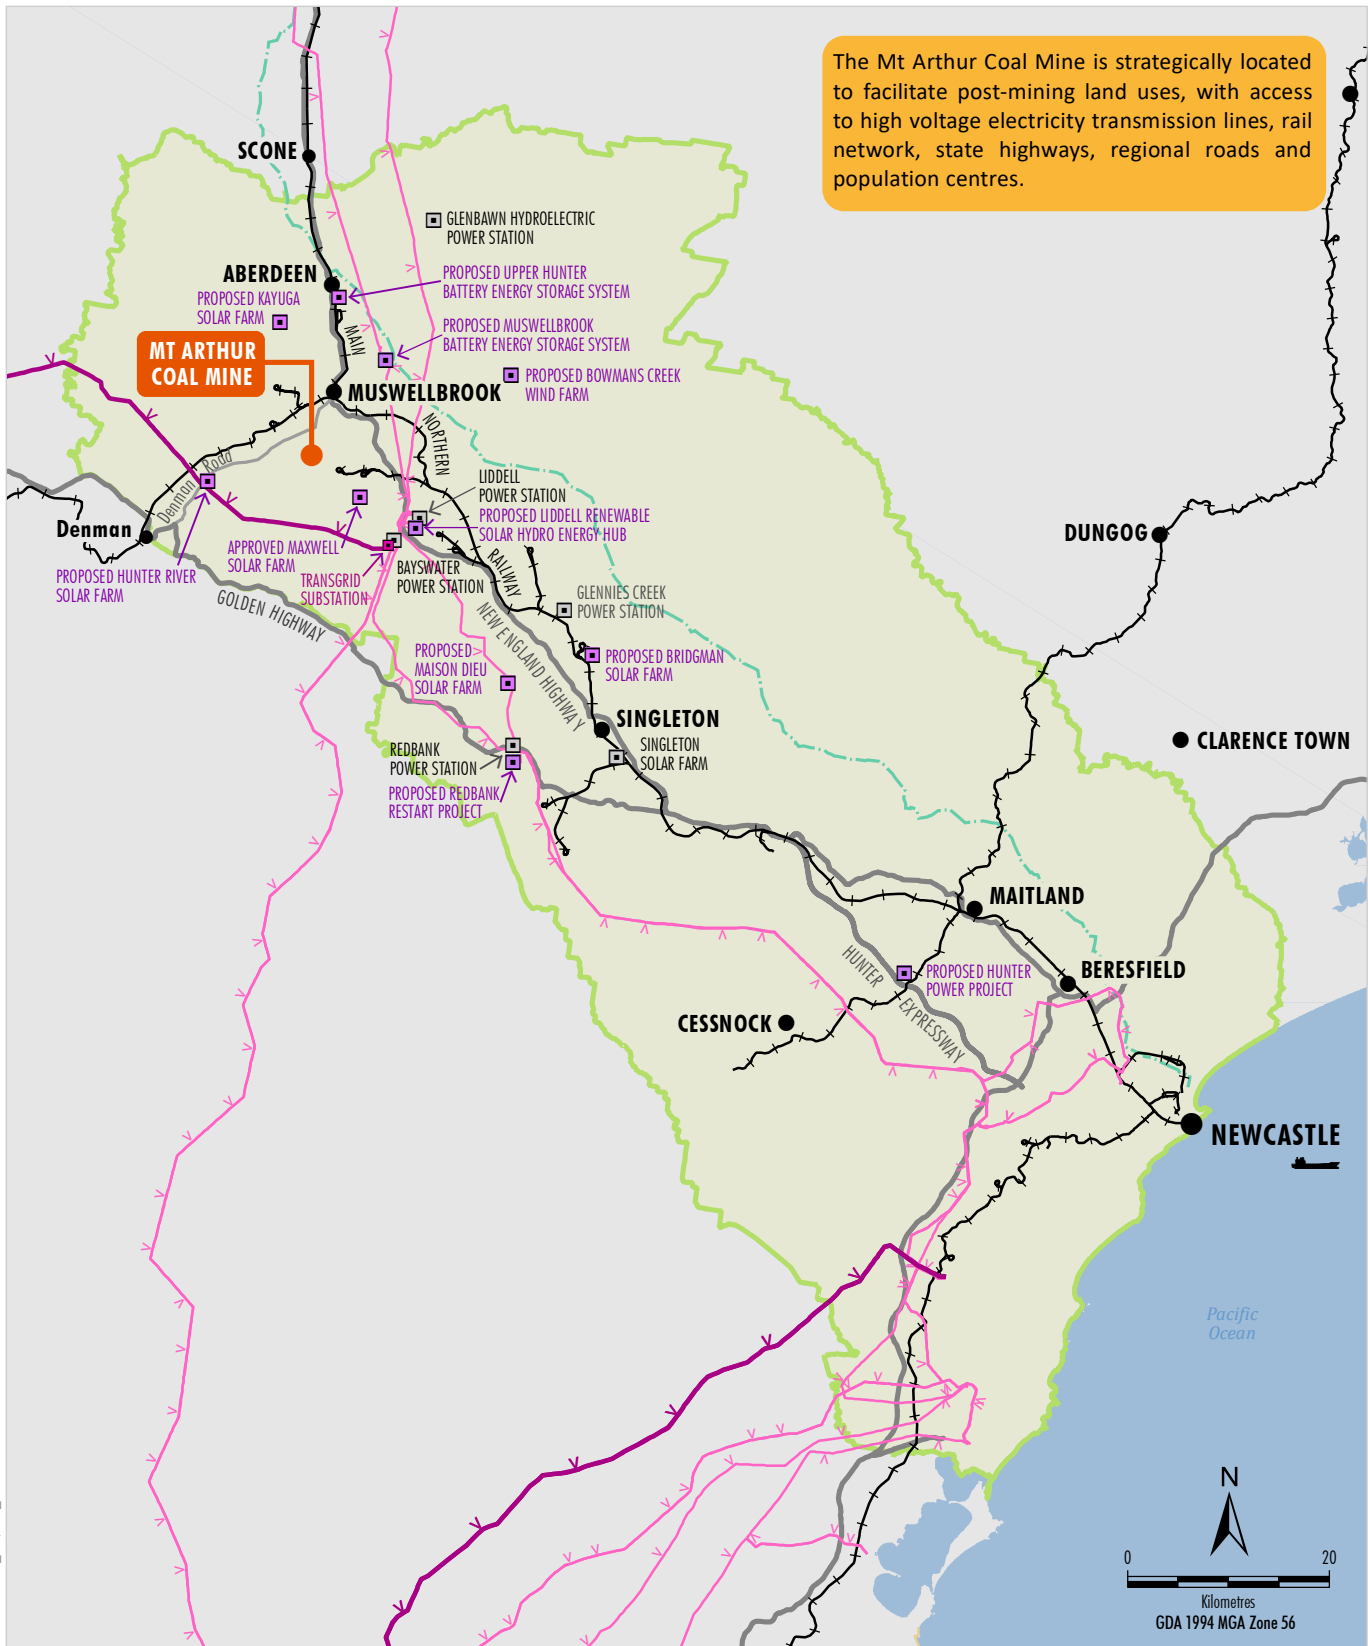 The Mt Arthur Coal Mine is strategically located
to facilitate post-mining land uses, with access
to high voltage electricity transmission lines, rail
network, state highways, regional roads and
population centres.
SCONE
GLENBAWN HYDROELECTRIC
POWER STATION
ABERDEEN
PROPOSED UPPER HUNTER
BATTERY ENERGY STORAGE SYSTEM
PROPOSED KAYUGA
SOLAR FARM
MAIN
PROPOSED MUSWELLBROOK
BATTERY ENERGY STORAGE SYSTEM
MT ARTHUR
COAL MINE
PROPOSED BOWMANS CREEK
WIND FARM
MUSWELLBROOK
NORTHERN
Denman Road
LIDDELL
POWER STATION
PROPOSED LIDDELL RENEWABLE
SOLAR HYDRO ENERGY HUB
Denman
DUNGOG
APPROVED MAXWELL
SOLAR FARM
PROPOSED HUNTER RIVER
SOLAR FARM
TRANSGRID
SUBSTATION
BAYSWATER
POWER STATION
RAILWAY
GLENNIES CREEK
POWER STATION
GOLDEN HIGHWAY
NEW ENGLAND HIGHWAY
PROPOSED
MAISON DIEU
SOLAR FARM
PROPOSED BRIDGMAN
SOLAR FARM
SINGLETON
SINGLETON
SOLAR FARM
CLARENCE TOWN
REDBANK
POWER STATION
PROPOSED REDBANK
RESTART PROJECT
MAITLAND
HUNTER
EXPRESSWAY
PROPOSED HUNTER
POWER PROJECT
BERESFIELD
CESSNOCK
NEWCASTLE
Pacific
Ocean
N
0 20
Kilometres
GDA 1994 MGA Zone 56